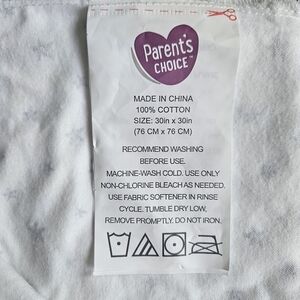 Parent's
CHOICE™
MADE IN CHINA
100% COTTON
SIZE: 30in x 30in
(76 CM x 76 CM)
RECOMMEND WASHING
BEFORE USE.
MACHINE-WASH COLD. USE ONLY
NON-CHLORINE BLEACH AS NEEDED.
USE FABRIC SOFTENER IN RINSE
CYCLE. TUMBLE DRY LOW.
REMOVE PROMPTLY. DO NOT IRON.